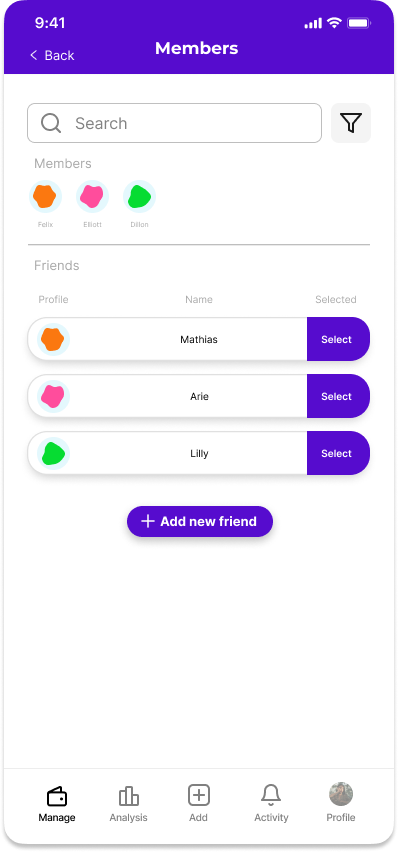 9:41
Back
Members
Search
Members
Felix Elliott Dillon
Friends
Profile Name Selected
Mathias Select
Arie Select
Lilly Select
Add new friend
Manage Analysis Add Activity Profile